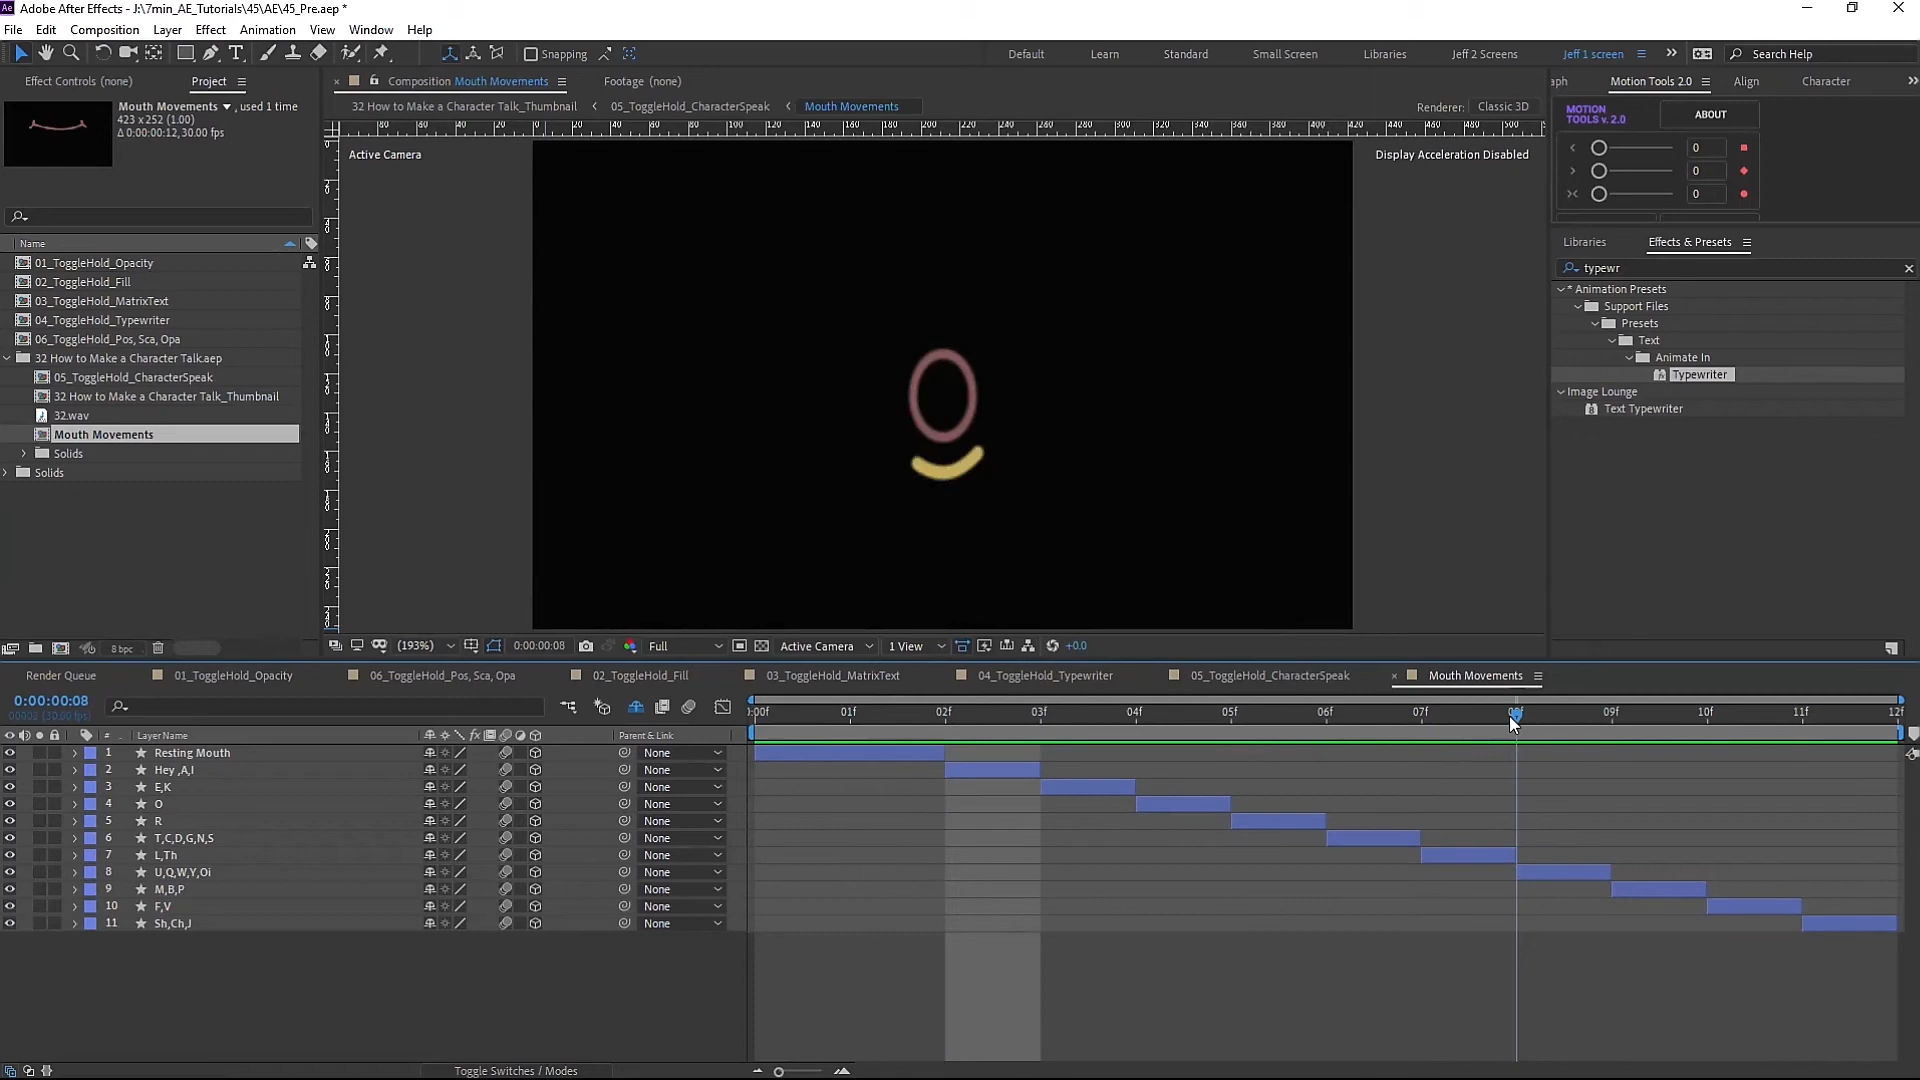 Adobe After Effects - J:\7min_AE_Tutorials\45\AE\45_Pre.aep *
File Edit Composition Layer Effect Animation View Window Help
Snapping Default Learn Standard Small Screen Libraries Jeff 2 Screens Jeff 1 screen Search Help
Effect Controls (none) Project
Mouth Movements , used 1 time
423 x 252 (1.00)
Δ 0:00:00:12, 30.00 fps
Name
01_ToggleHold_Opacity
02_ToggleHold_Fill
03_ToggleHold_MatrixText
04_ToggleHold_Typewriter
06_ToggleHold_Pos, Sca, Opa
32 How to Make a Character Talk.aep
05_ToggleHold_CharacterSpeak
32 How to Make a Character Talk_Thumbnail
32.wav
Mouth Movements
Solids
Solids
8 bpc
Composition Mouth Movements Footage (none)
32 How to Make a Character Talk_Thumbnail 05_ToggleHold_CharacterSpeak Mouth Movements Renderer: Classic 3D
Active Camera Display Acceleration Disabled
(193%) 0:00:00:08 Full Active Camera 1 View +0.0
aph Motion Tools 2.0 Align Character
MOTION TOOLS v. 2.0 ABOUT
0
0
0
Libraries Effects & Presets
typewr
* Animation Presets
Support Files
Presets
Text
Animate In
Typewriter
Image Lounge
Text Typewriter
Render Queue 01_ToggleHold_Opacity 06_ToggleHold_Pos, Sca, Opa 02_ToggleHold_Fill 03_ToggleHold_MatrixText 04_ToggleHold_Typewriter 05_ToggleHold_CharacterSpeak Mouth Movements
0:00:00:08
:00f 01f 02f 03f 04f 05f 06f 07f 09f 10f 11f 12f
# Layer Name Parent & Link
1 Resting Mouth None
2 Hey ,A,I None
3 E,K None
4 O None
5 R None
6 T,C,D,G,N,S None
7 L,Th None
8 U,Q,W,Y,Oi None
9 M,B,P None
10 F,V None
11 Sh,Ch,J None
Toggle Switches / Modes